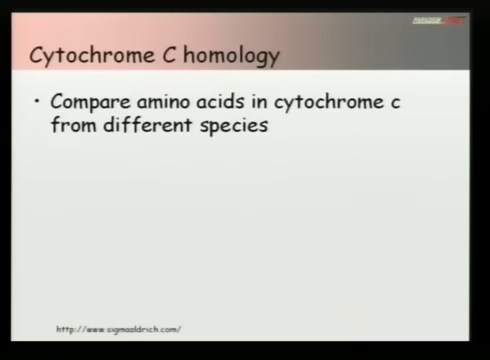 Cytochrome C homology
• Compare amino acids in cytochrome c
from different species
http://www.sigmaaldrich.com/